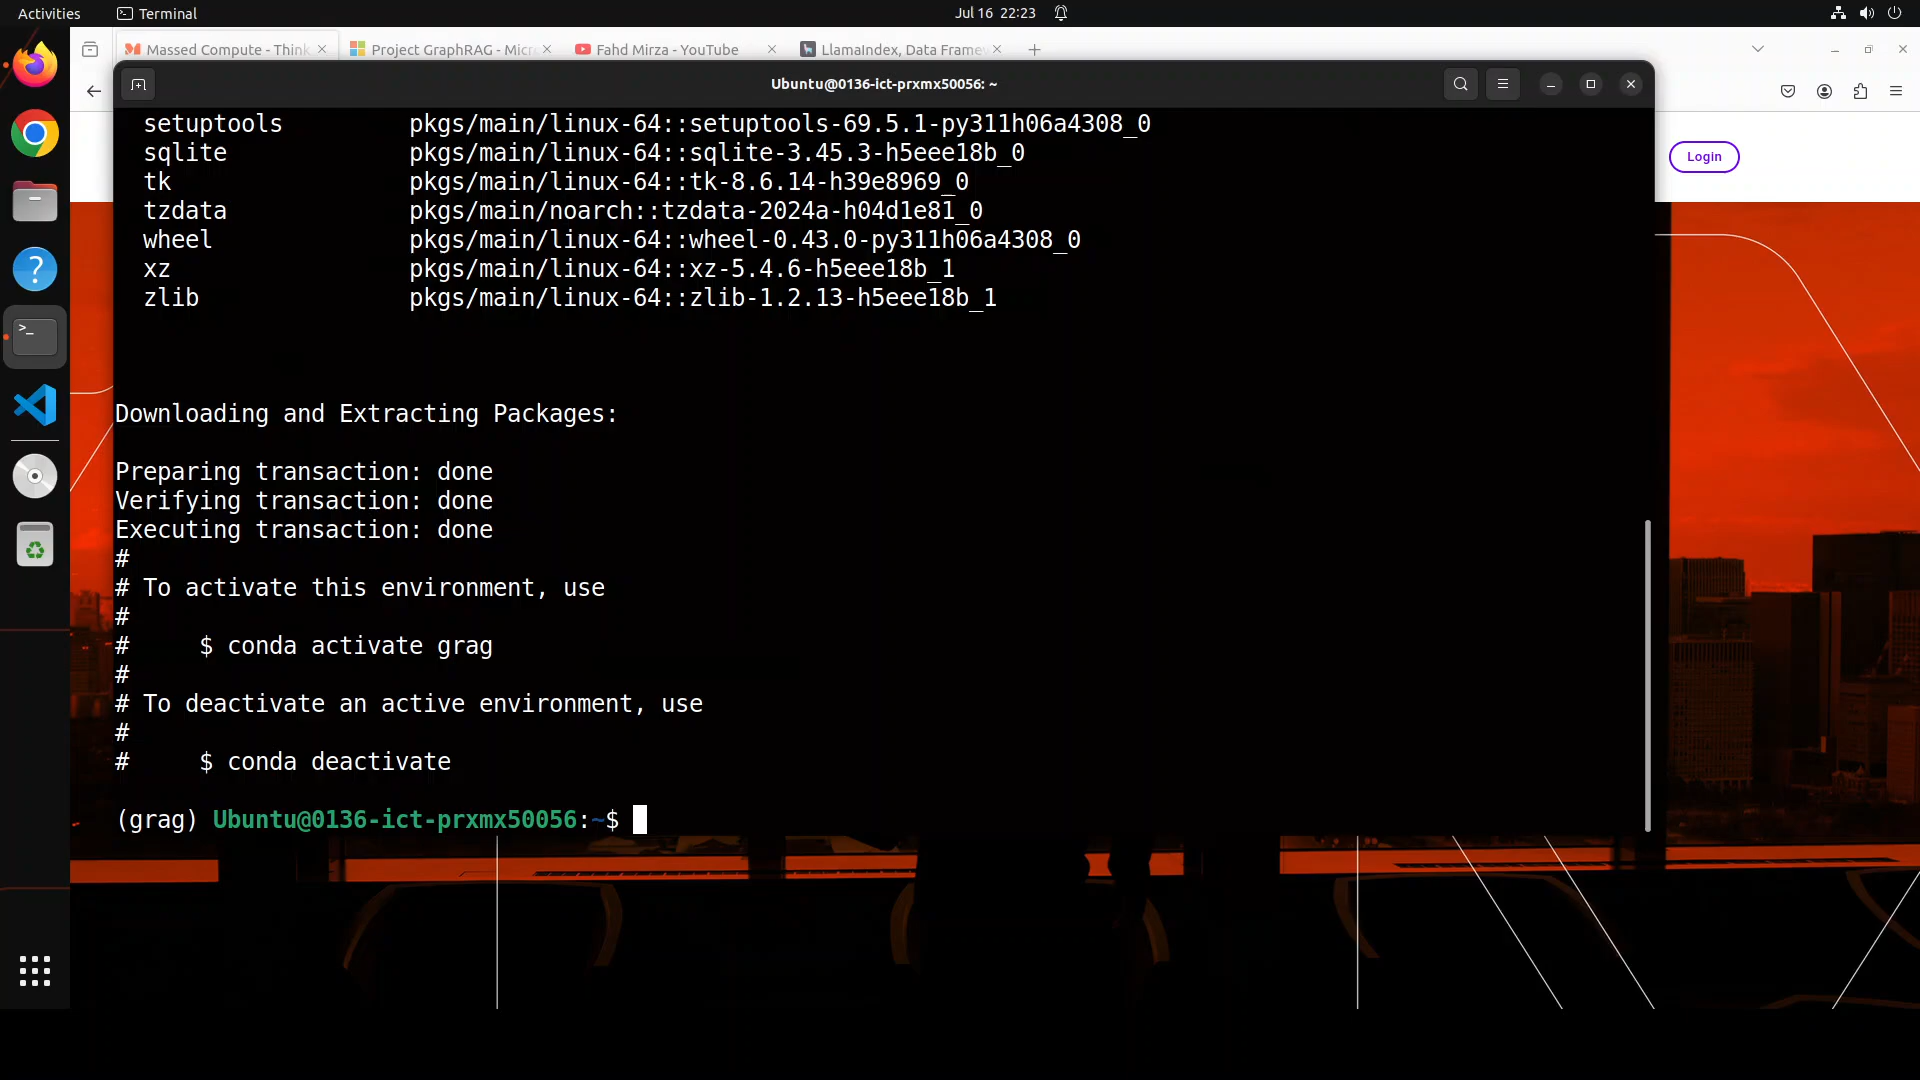 Activities
Terminal
Jul 16 22:23
Massed Compute - Think
Project GraphRAG - Micr
Fahd Mirza - YouTube
LlamaIndex, Data Framew
Ubuntu@0136-ict-prxmx50056: ~
Login
setuptools pkgs/main/linux-64::setuptools-69.5.1-py311h06a4308_0
sqlite pkgs/main/linux-64::sqlite-3.45.3-h5eee18b_0
tk pkgs/main/linux-64::tk-8.6.14-h39e8969_0
tzdata pkgs/main/noarch::tzdata-2024a-h04d1e81_0
wheel pkgs/main/linux-64::wheel-0.43.0-py311h06a4308_0
xz pkgs/main/linux-64::xz-5.4.6-h5eee18b_1
zlib pkgs/main/linux-64::zlib-1.2.13-h5eee18b_1
Downloading and Extracting Packages:
Preparing transaction: done
Verifying transaction: done
Executing transaction: done
#
# To activate this environment, use
#
# $ conda activate grag
#
# To deactivate an active environment, use
#
# $ conda deactivate
(grag) Ubuntu@0136-ict-prxmx50056:~$